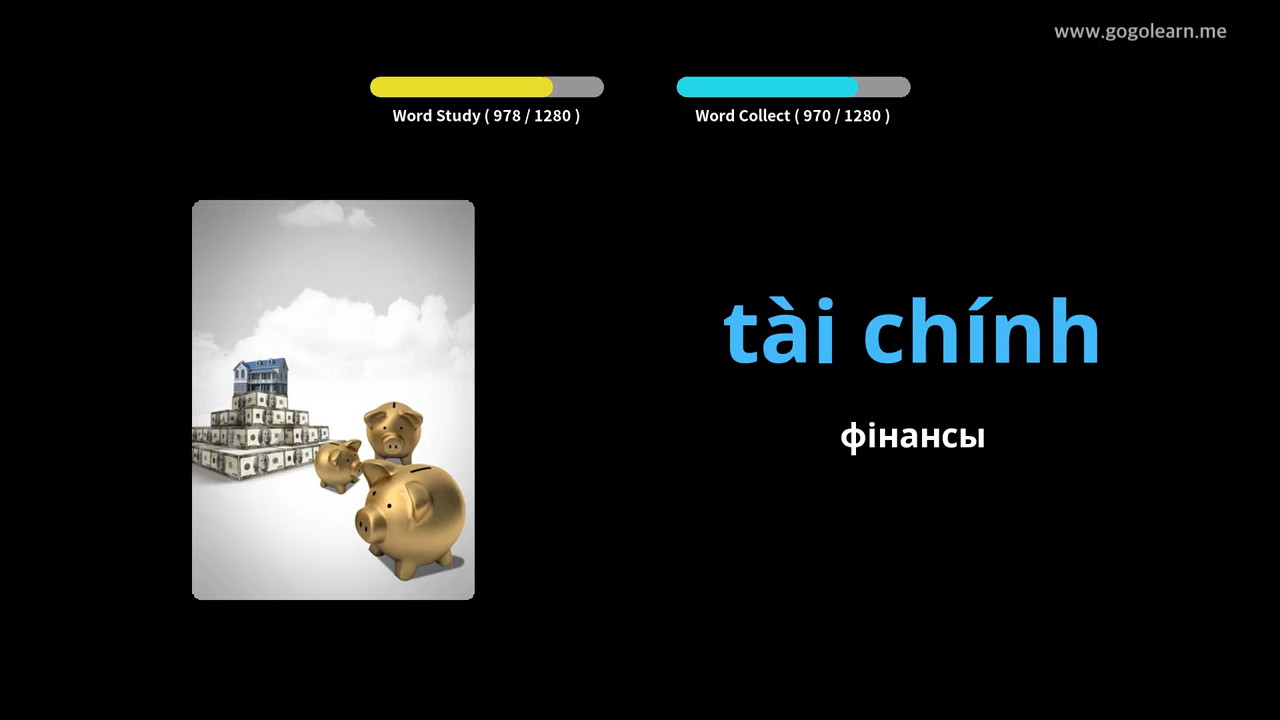 www.gogolearn.me
Word Study ( 978 / 1280 )
Word Collect ( 970 / 1280 )
tài chính
фінансы